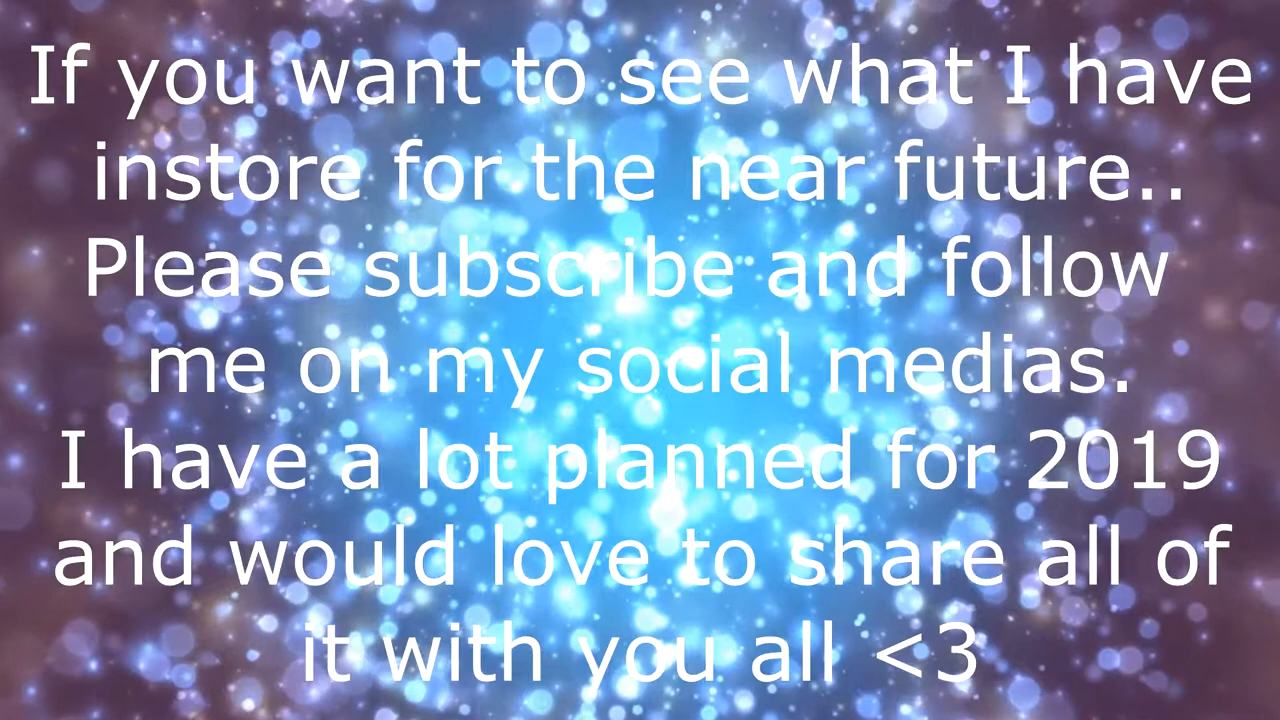 If you want to see what I have
instore for the near future..
Please subscribe and follow
me on my social medias.
I have a lot planned for 2019
and would love to share all of
it with you all <3